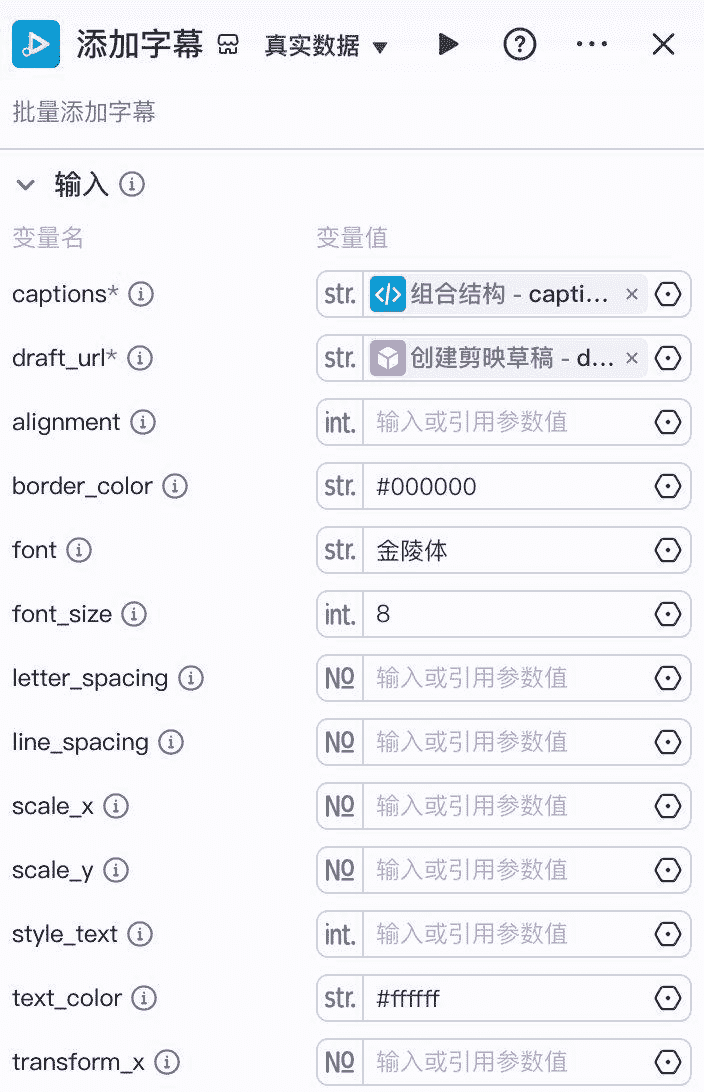 添加字幕 真实数据
批量添加字幕
输入
变量名 变量值
captions* str. 组合结构 - capti...
draft_url* str. 创建剪映草稿 - d...
alignment int. 输入或引用参数值
border_color str. #000000
font str. 金陵体
font_size int. 8
letter_spacing No 输入或引用参数值
line_spacing No 输入或引用参数值
scale_x No 输入或引用参数值
scale_y No 输入或引用参数值
style_text int. 输入或引用参数值
text_color str. #ffffff
transform_x No 输入或引用参数值